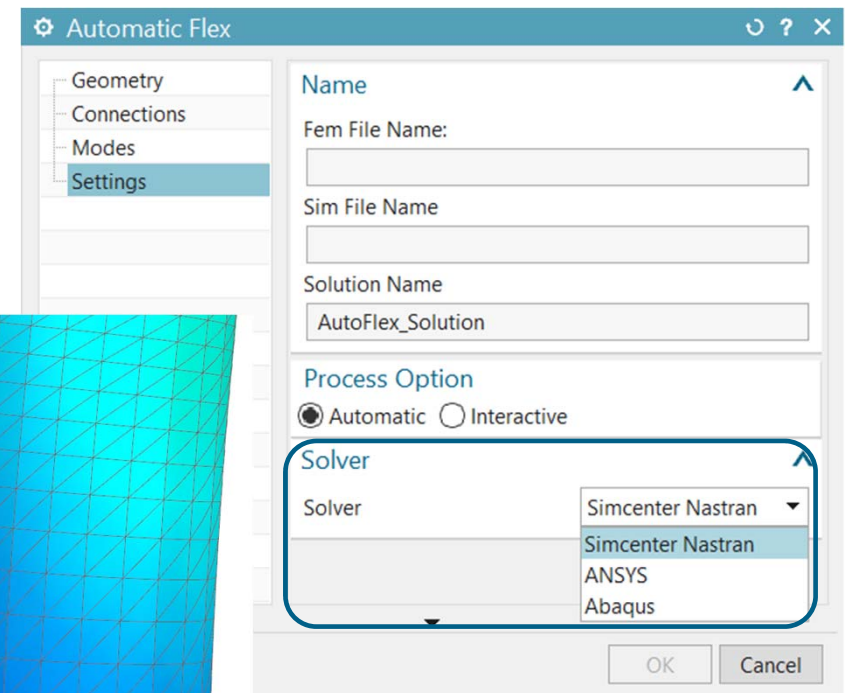 Automatic Flex
?
Geometry
Connections
Modes
Settings
Name
Fem File Name:
Sim File Name
Solution Name
AutoFlex_Solution
Process Option
Automatic Interactive
Solver
Solver Simcenter Nastran
Simcenter Nastran
ANSYS
Abaqus
OK Cancel